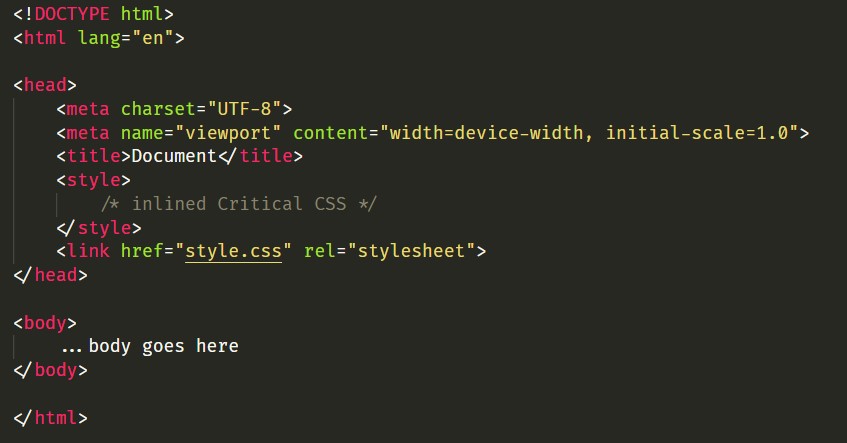 <!DOCTYPE html>
<html lang="en">
<head>
<meta charset="UTF-8">
<meta name="viewport" content="width=device-width, initial-scale=1.0">
<title>Document</title>
<style>
/* inlined Critical CSS */
</style>
<link href="style.css" rel="stylesheet">
</head>
<body>
...body goes here
</body>
</html>